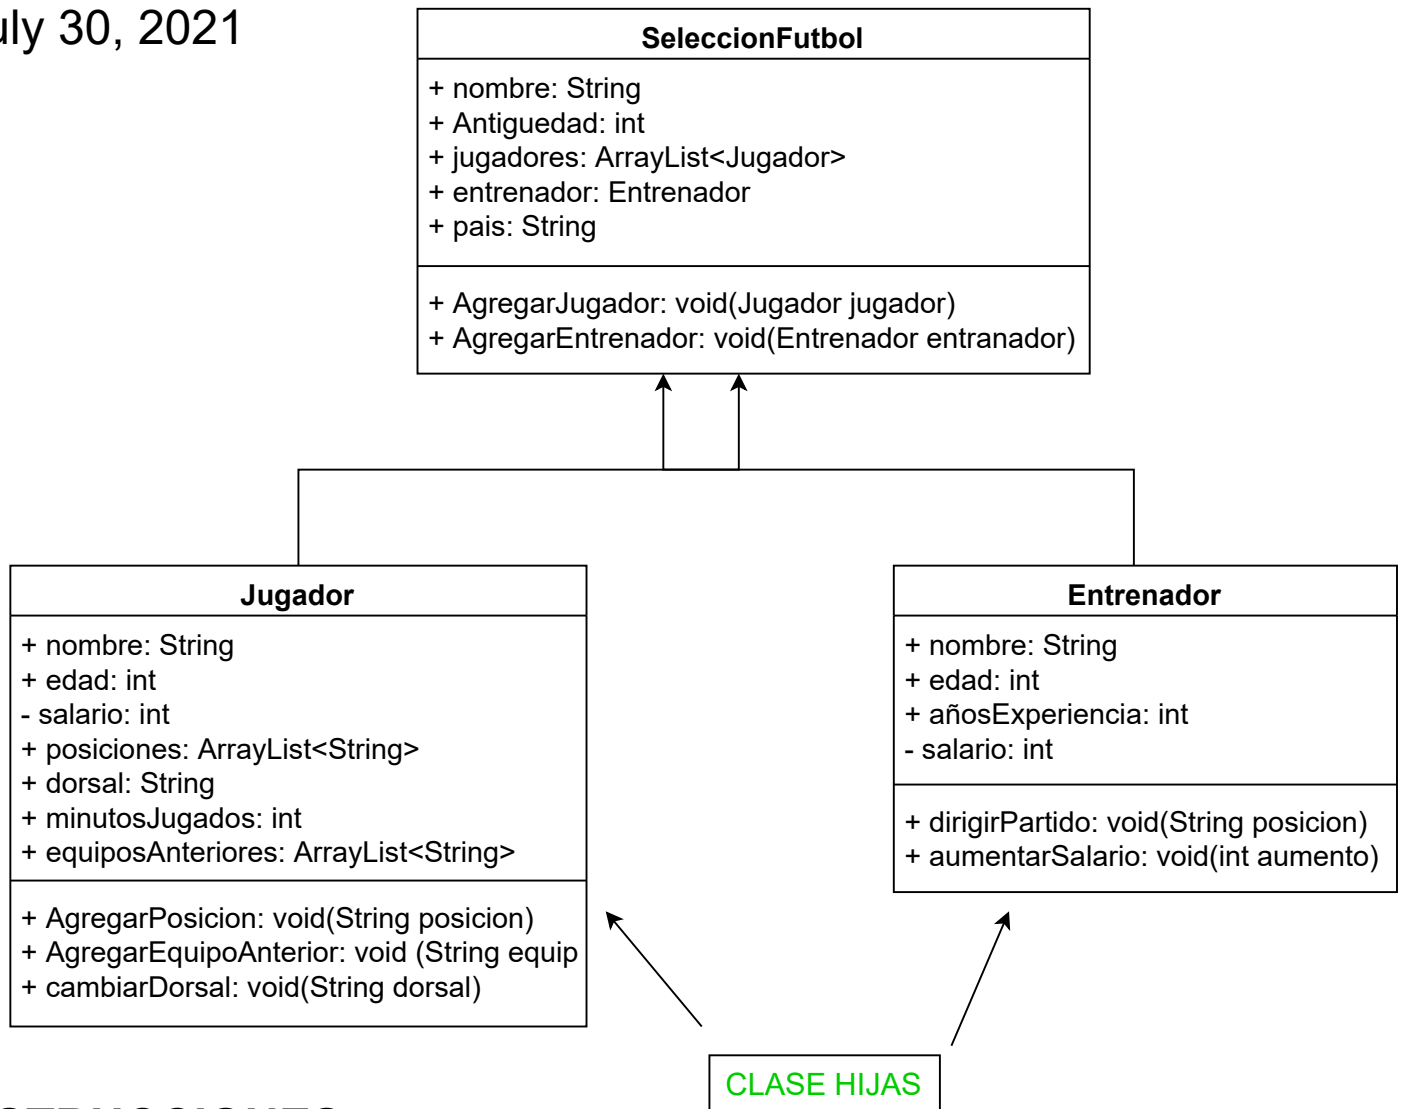 30, 2021
SeleccionFutbol
+ nombre: String
+ Antiguedad: int
+ jugadores: ArrayList<Jugador>
+ entrenador: Entrenador
+ pais: String
+ AgregarJugador: void(Jugador jugador)
+ AgregarEntrenador: void(Entrenador entranador)
Jugador
+ nombre: String
+ edad: int
- salario: int
+ posiciones: ArrayList<String>
+ dorsal: String
+ minutosJugados: int
+ equiposAnteriores: ArrayList<String>
+ AgregarPosicion: void(String posicion)
+ AgregarEquipoAnterior: void (String equip
+ cambiarDorsal: void(String dorsal)
Entrenador
+ nombre: String
+ edad: int
+ añosExperiencia: int
- salario: int
+ dirigirPartido: void(String posicion)
+ aumentarSalario: void(int aumento)
CLASE HIJAS